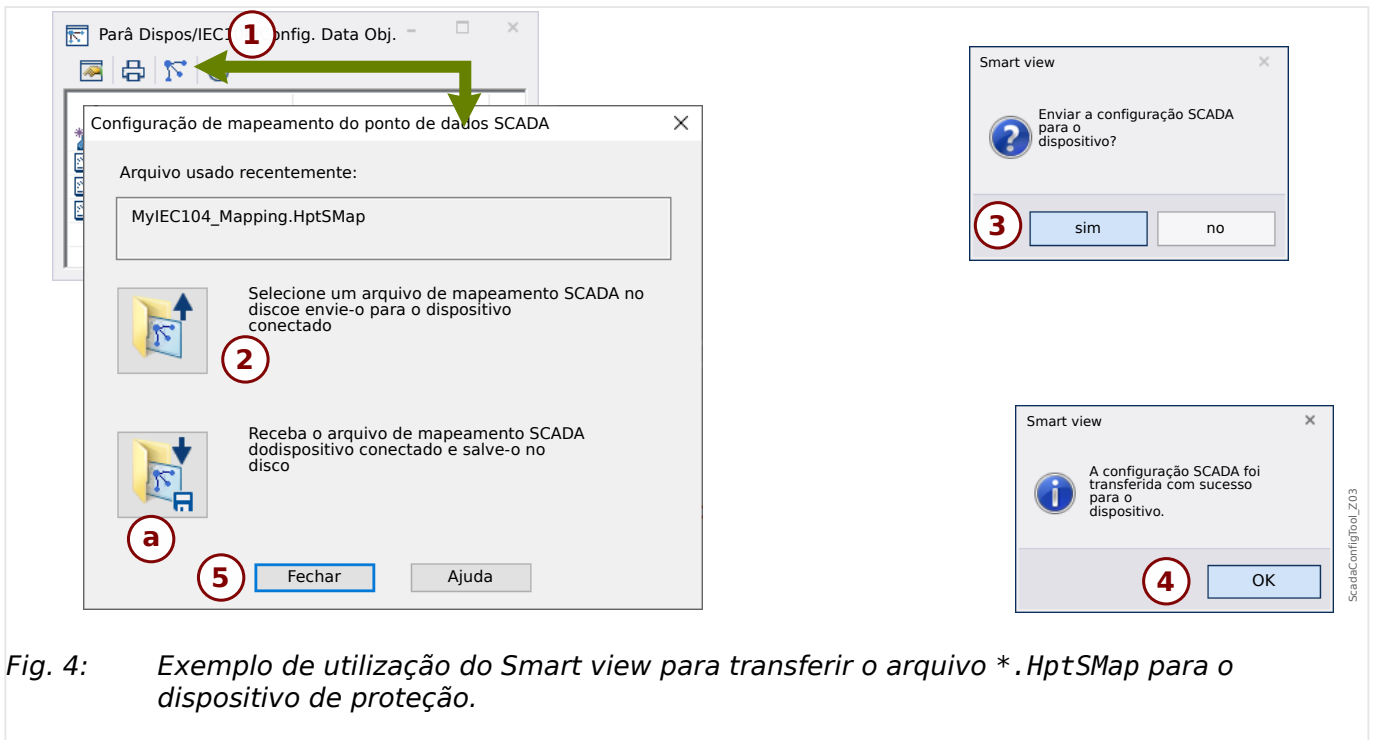 Parâ Dispos/IEC1 onfig. Data Obj.
1
Configuração de mapeamento do ponto de dados SCADA
Arquivo usado recentemente:
MyIEC104_Mapping.HptSMap
Selecione um arquivo de mapeamento SCADA no
discoe envie-o para o dispositivo
conectado
2
Receba o arquivo de mapeamento SCADA
dodispositivo conectado e salve-o no
disco
a
5
Fechar
Ajuda
Smart view
Enviar a configuração SCADA
para o
dispositivo?
3
sim
no
Smart view
A configuração SCADA foi
transferida com sucesso
para o
dispositivo.
4
OK
ScadaConfigTool_Z03
Fig. 4: Exemplo de utilização do Smart view para transferir o arquivo *.HptSMap para o
dispositivo de proteção.